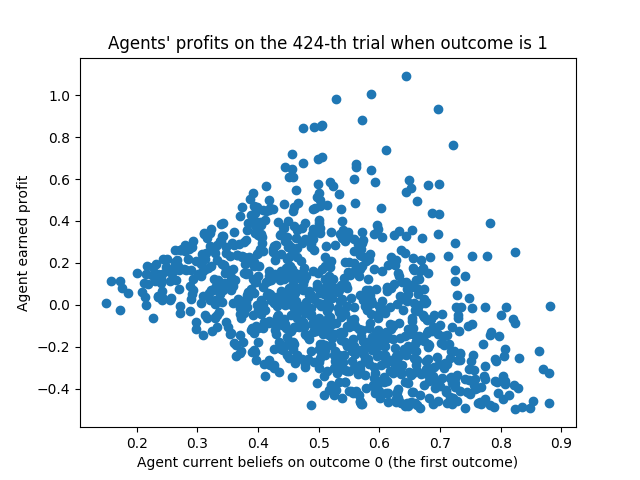 Agents' profits on the 424-th trial when outcome is 1
1.0
0.8
0.6
0.4
0.2
0.0
−0.2
−0.4
Agent earned profit
0.2 0.3 0.4 0.5 0.6 0.7 0.8 0.9
Agent current beliefs on outcome 0 (the first outcome)